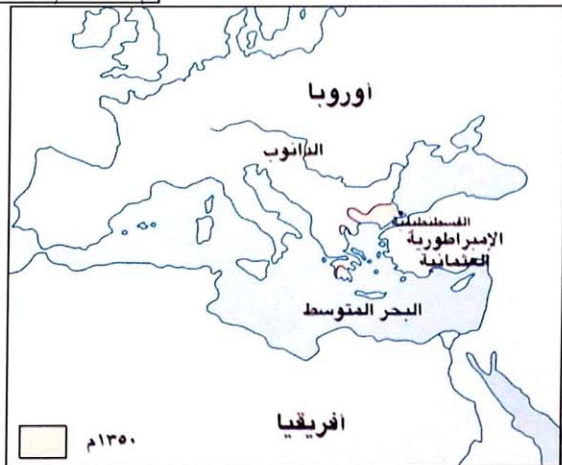 أوروبا
الدانوب
القسطنطينية
الإمبراطورية
العثمانية
البحر المتوسط
أفريقيا
١٣٥٠م